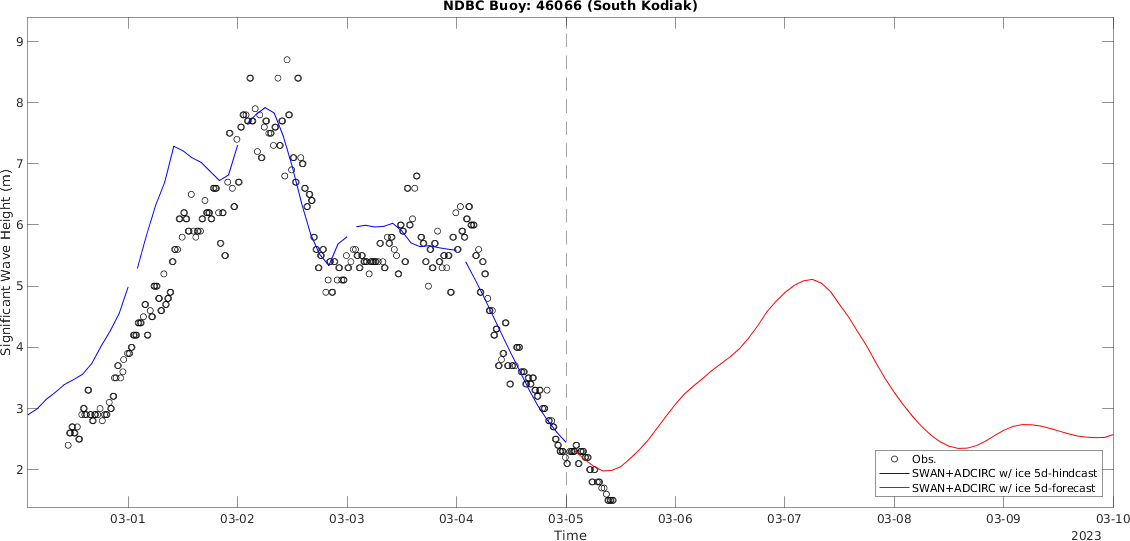 NDBC Buoy: 46066 (South Kodiak)
Significant Wave Height (m)
9
8
7
6
5
4
3
2
Obs.
SWAN+ADCIRC w/ ice 5d-hindcast
SWAN+ADCIRC w/ ice 5d-forecast
03-01 03-02 03-03 03-04 03-05 03-06 03-07 03-08 03-09 03-10
Time
2023